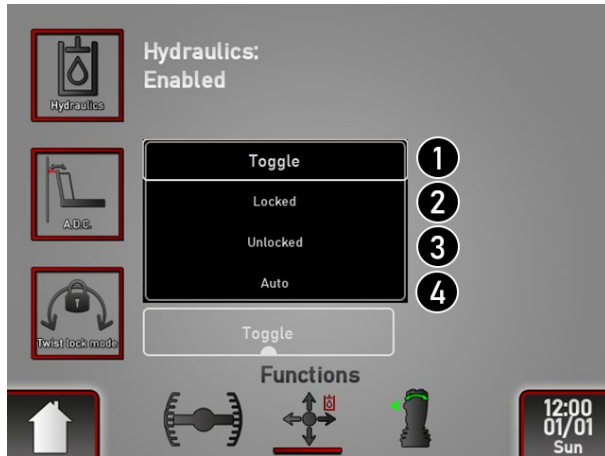 Hydraulics:
Enabled
Hydraulics
Toggle
1
Locked
2
Unlocked
3
Auto
4
A.D.C.
Twist lock mode
Toggle
Functions
12:00
01/01
Sun